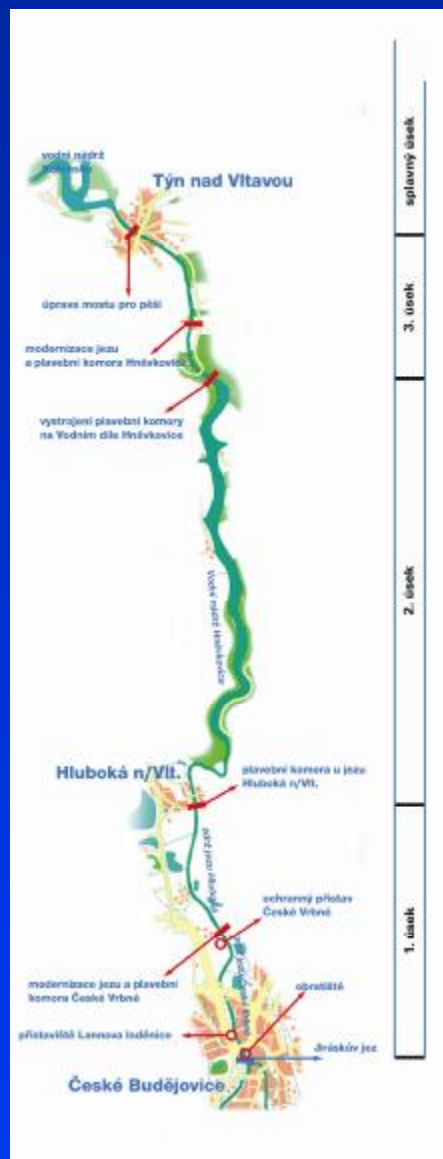 vodní nádrž
Týn nad Vltavou
splavný úsek
úprava mostu pro pěší
3. úsek
modernizace jezu
a plavební komora Hněvkovice
vystrojení plavební komory
na Vodním díle Hněvkovice
2. úsek
Vodní nádrž Hněvkovice
Hluboká n/Vlt.
plavební komora u jezu
Hluboká n/Vlt.
ochranný přístav
České Vrbné
1. úsek
modernizace jezu a plavební
komora České Vrbné
obratiště
přístaviště Lannova loděnice
Jiráskův jez
České Budějovice